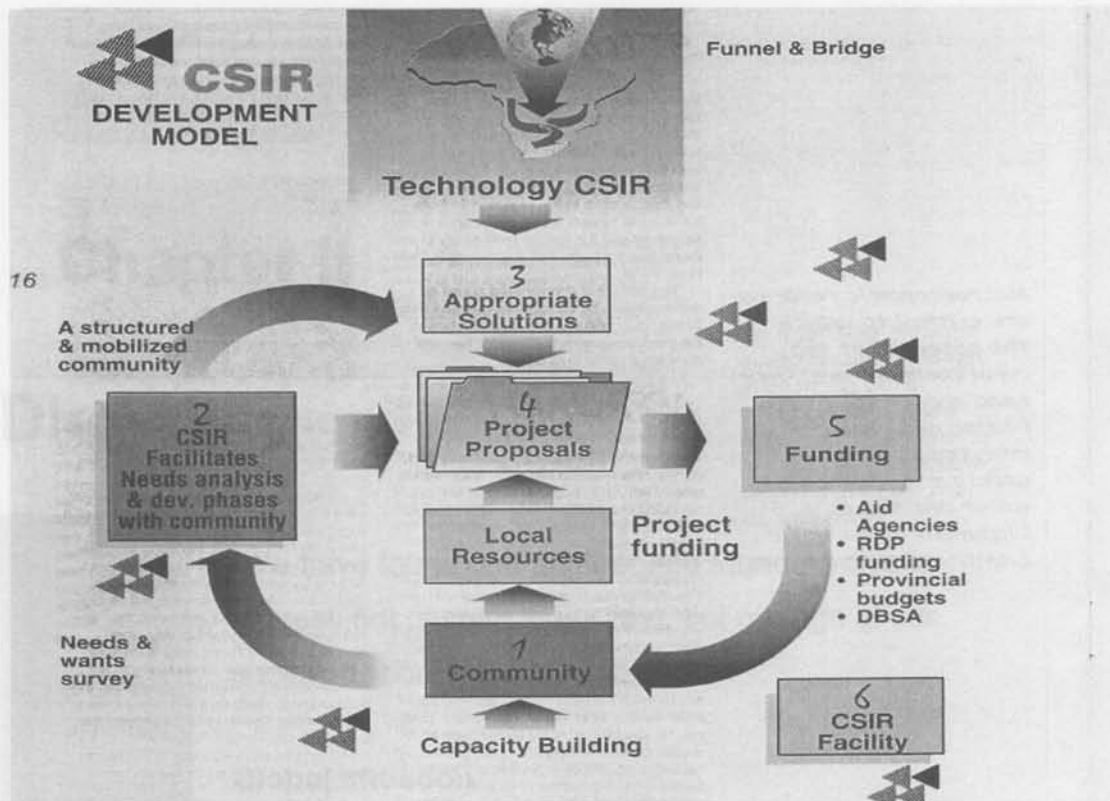 CSIR
DEVELOPMENT
MODEL
Funnel & Bridge
Technology CSIR
16
3
Appropriate
Solutions
A structured
& mobilized
community
2
CSIR
Facilitates
Needs analysis
& dev. phases
with community
4
Project
Proposals
5
Funding
• Aid
Agencies
• RDP
funding
• Provincial
budgets
• DBSA
Local
Resources
Project
funding
Needs &
wants
survey
1
Community
Capacity Building
6
CSIR
Facility